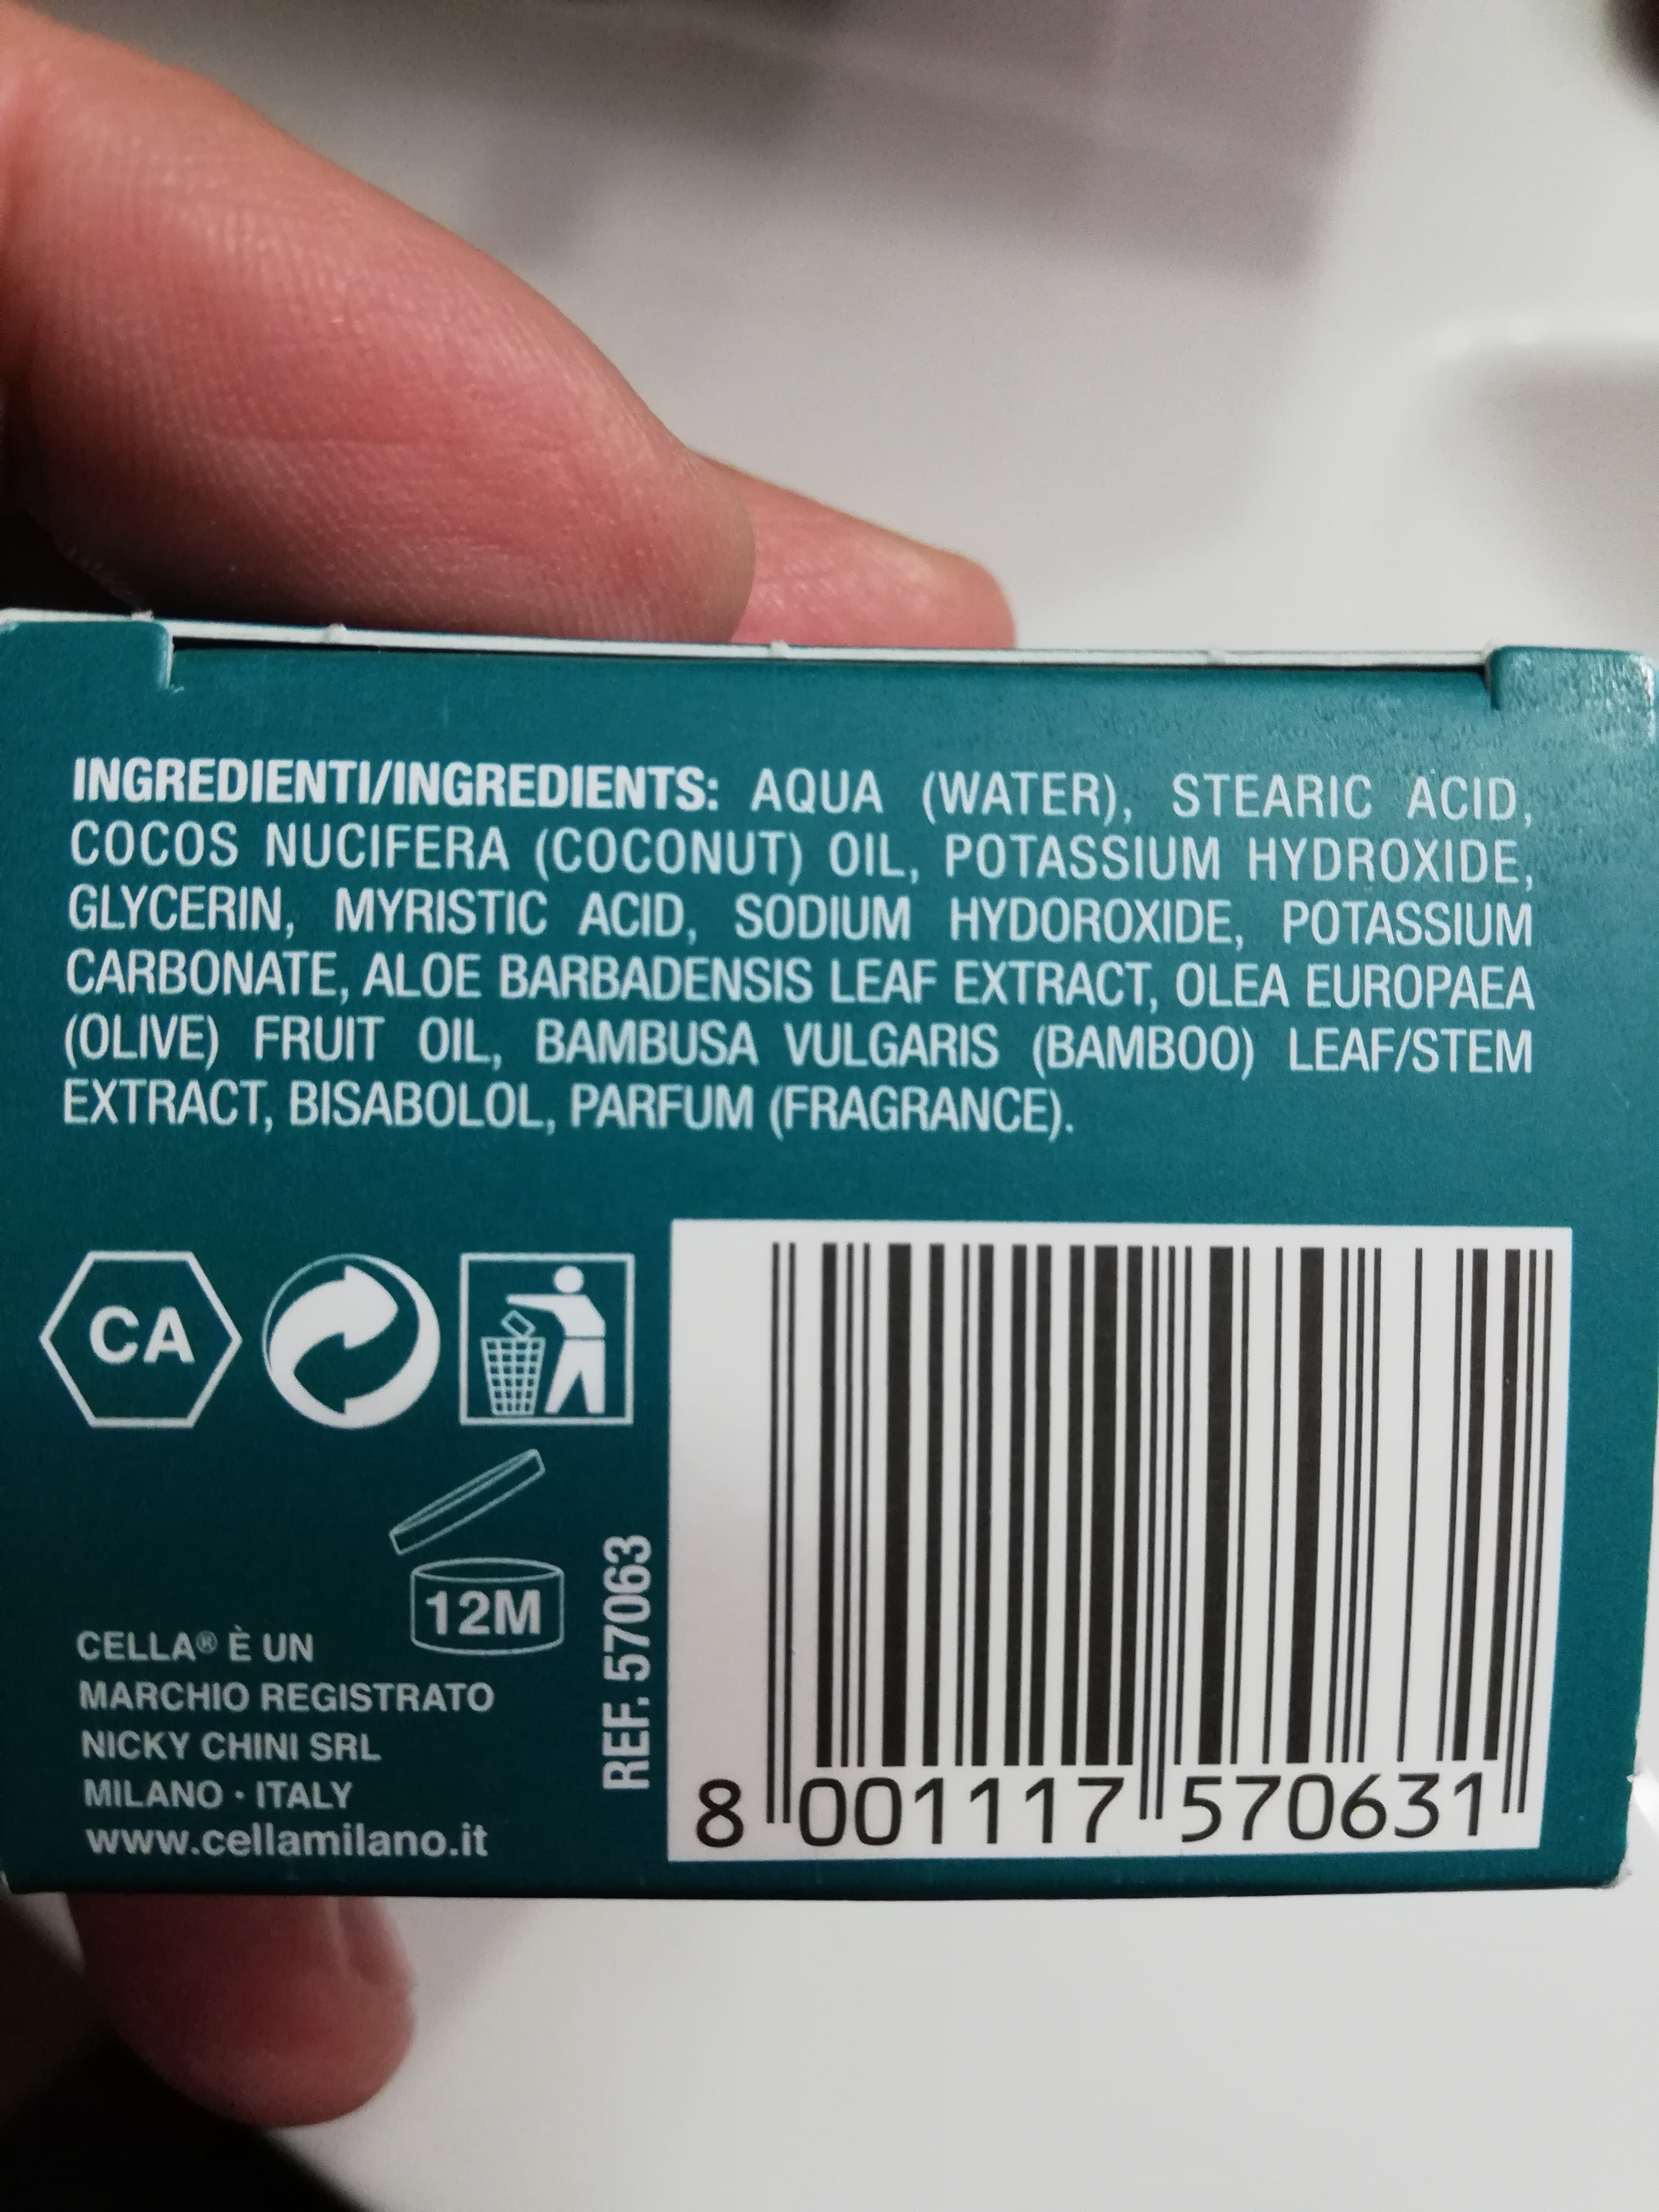 INGREDIENTI/INGREDIENTS: AQUA (WATER), STEARIC ACID,
COCOS NUCIFERA (COCONUT) OIL, POTASSIUM HYDROXIDE,
GLYCERIN, MYRISTIC ACID, SODIUM HYDOROXIDE, POTASSIUM
CARBONATE, ALOE BARBADENSIS LEAF EXTRACT, OLEA EUROPAEA
(OLIVE) FRUIT OIL, BAMBUSA VULGARIS (BAMBOO) LEAF/STEM
EXTRACT, BISABOLOL, PARFUM (FRAGRANCE).
CA
12M
CELLA® È UN
MARCHIO REGISTRATO
NICKY CHINI SRL
MILANO · ITALY
www.cellamilano.it
REF. 57063
8 001117 570631